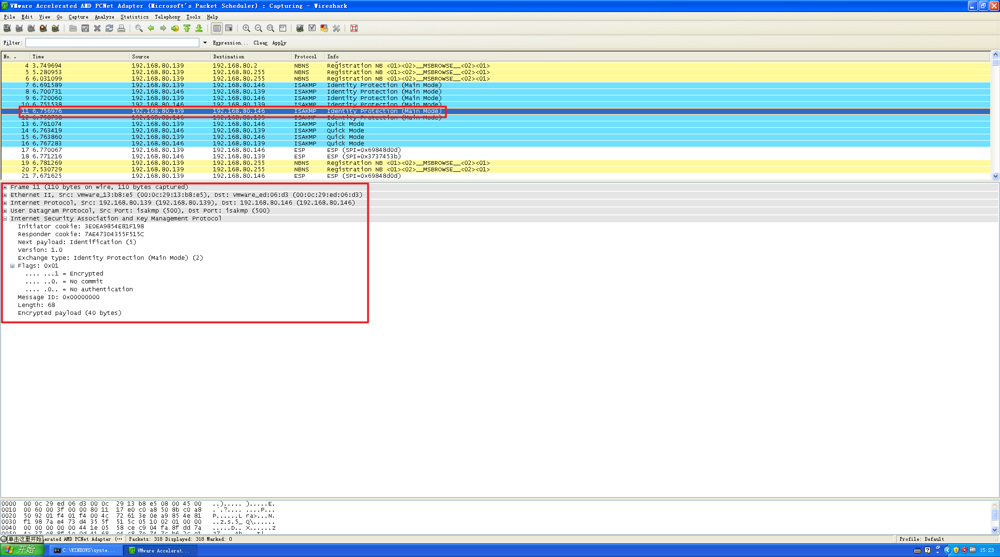 VMware Accelerated AMD PCNet Adapter (Microsoft's Packet Scheduler) : Capturing - Wireshark
File Edit View Go Capture Analyze Statistics Telephony Tools Help
Filter: Expression... Clear Apply
No. Time Source Destination Protocol Info
4 3.749694 192.168.80.139 192.168.80.2 NBNS Registration NB <01><02>__MSBROWSE__<02><01>
5 5.280953 192.168.80.139 192.168.80.255 NBNS Registration NB <01><02>__MSBROWSE__<02><01>
6 6.031099 192.168.80.139 192.168.80.255 NBNS Registration NB <01><02>__MSBROWSE__<02><01>
7 6.691589 192.168.80.139 192.168.80.146 ISAKMP Identity Protection (Main Mode)
8 6.700731 192.168.80.146 192.168.80.139 ISAKMP Identity Protection (Main Mode)
9 6.720060 192.168.80.139 192.168.80.146 ISAKMP Identity Protection (Main Mode)
10 6.751538 192.168.80.146 192.168.80.139 ISAKMP Identity Protection (Main Mode)
11 6.756976 192.168.80.139 192.168.80.146 ISAKMP Identity Protection (Main Mode)
12 6.758738 192.168.80.146 192.168.80.139 ISAKMP Identity Protection (Main Mode)
13 6.761074 192.168.80.139 192.168.80.146 ISAKMP Quick Mode
14 6.763419 192.168.80.146 192.168.80.139 ISAKMP Quick Mode
15 6.763860 192.168.80.139 192.168.80.146 ISAKMP Quick Mode
16 6.767283 192.168.80.146 192.168.80.139 ISAKMP Quick Mode
17 6.770067 192.168.80.139 192.168.80.146 ESP ESP (SPI=0x69848d0d)
18 6.771216 192.168.80.146 192.168.80.139 ESP ESP (SPI=0x3737453b)
19 6.781269 192.168.80.139 192.168.80.255 NBNS Registration NB <01><02>__MSBROWSE__<02><01>
20 7.530729 192.168.80.139 192.168.80.255 NBNS Registration NB <01><02>__MSBROWSE__<02><01>
21 7.671625 192.168.80.139 192.168.80.146 ESP ESP (SPI=0x69848d0d)
Frame 11 (110 bytes on wire, 110 bytes captured)
Ethernet II, Src: Vmware_13:b8:e5 (00:0c:29:13:b8:e5), Dst: Vmware_ed:06:d3 (00:0c:29:ed:06:d3)
Internet Protocol, Src: 192.168.80.139 (192.168.80.139), Dst: 192.168.80.146 (192.168.80.146)
User Datagram Protocol, Src Port: isakmp (500), Dst Port: isakmp (500)
Internet Security Association and Key Management Protocol
Initiator cookie: 3E0EA9854E81F198
Responder cookie: 7AE473D4355F515C
Next payload: Identification (5)
Version: 1.0
Exchange type: Identity Protection (Main Mode) (2)
Flags: 0x01
.... ...1 = Encrypted
.... ..0. = No commit
.... .0.. = No authentication
Message ID: 0x00000000
Length: 68
Encrypted payload (40 bytes)
0000 00 0c 29 ed 06 d3 00 0c 29 13 b8 e5 08 00 45 00 ..)..... ).....E.
0010 00 60 00 3f 00 00 80 11 17 e0 c0 a8 50 8b c0 a8 .`.?.... ....P...
0020 50 92 01 f4 01 f4 00 4c 72 61 3e 0e a9 85 4e 81 P......L ra>...N.
0030 f1 98 7a e4 73 d4 35 5f 51 5c 05 10 02 01 00 00 ..z.s.5_ Q\......
0040 00 00 00 00 00 44 1e 05 58 ce c9 04 fa 8f dd 7a .....D.. X......z
单击这里开始 erated AMD PCNet Adapter (... Packets: 318 Displayed: 318 Marked: 0 Profile: Default
开始 C:\WINDOWS\syste... VMware Accelerat... 15:23